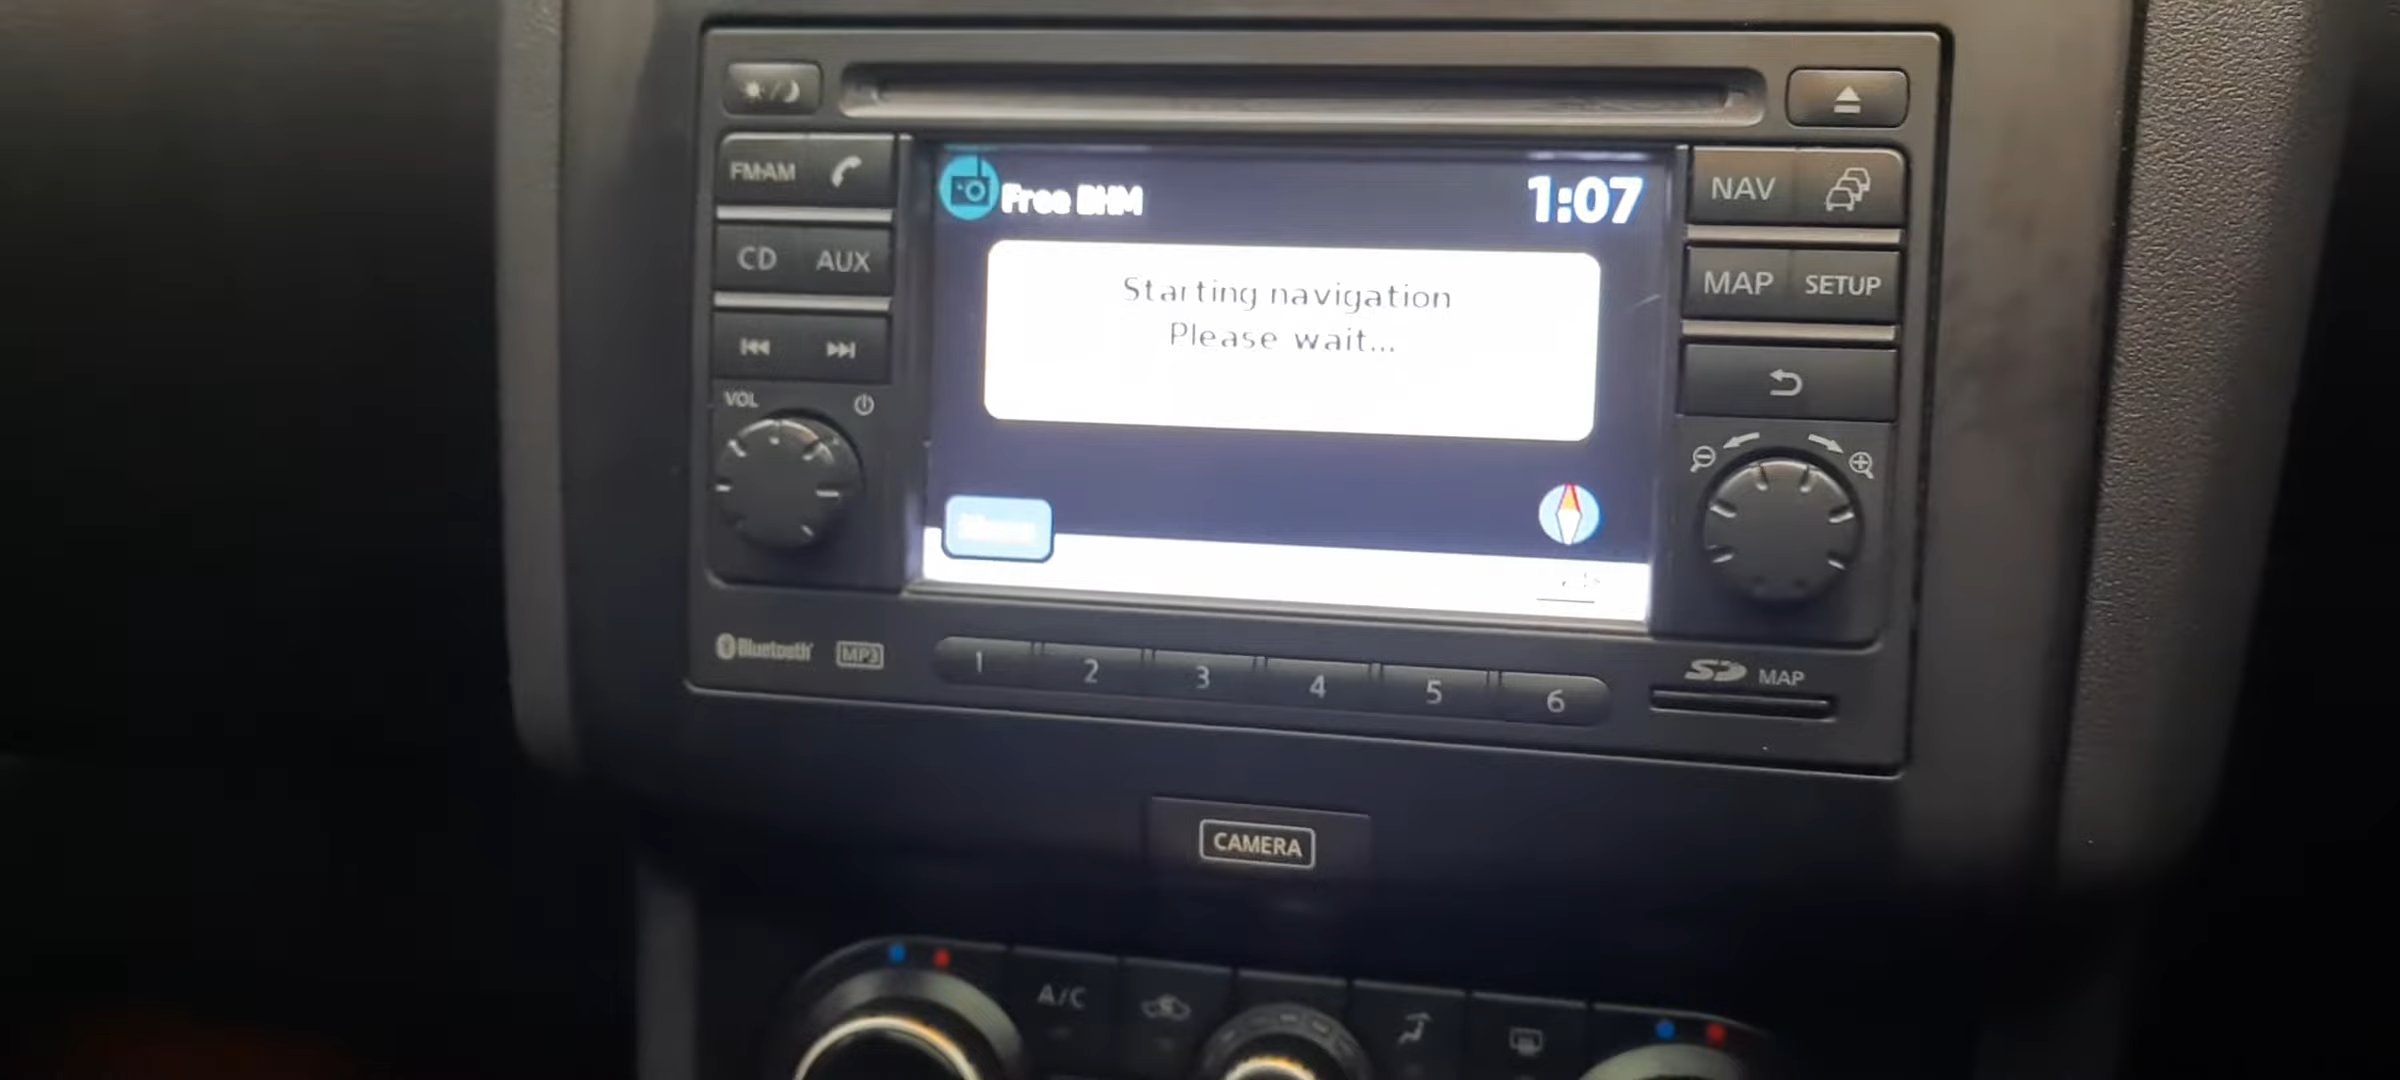 FM·AM
CD AUX
VOL
Free BHM
1:07
Starting navigation
Please wait...
NAV
MAP SETUP
Bluetooth MP3
1 2 3 4 5 6
SD MAP
CAMERA
A/C